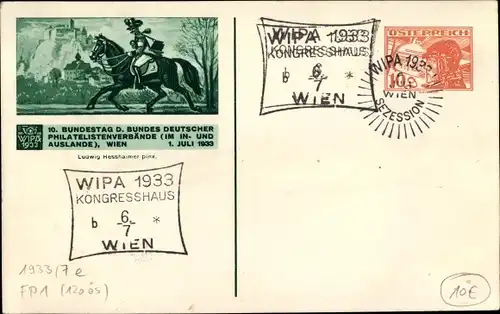 WIPA 1933
10. BUNDESTAG D. BUNDES DEUTSCHER
PHILATELISTENVERBÄNDE (IM IN- UND
AUSLANDE), WIEN 1. JULI 1933
Ludwig Hesshaimer pinx.
WIPA 1933
KONGRESSHAUS
b 6/7 *
WIEN
1933/7 e
FP1 (120 ös)
WIPA 1933
KONGRESSHAUS
b 6/7 *
WIEN
ÖSTERREICH
WIPA 1933
10
WIEN
SEZESSION
10€